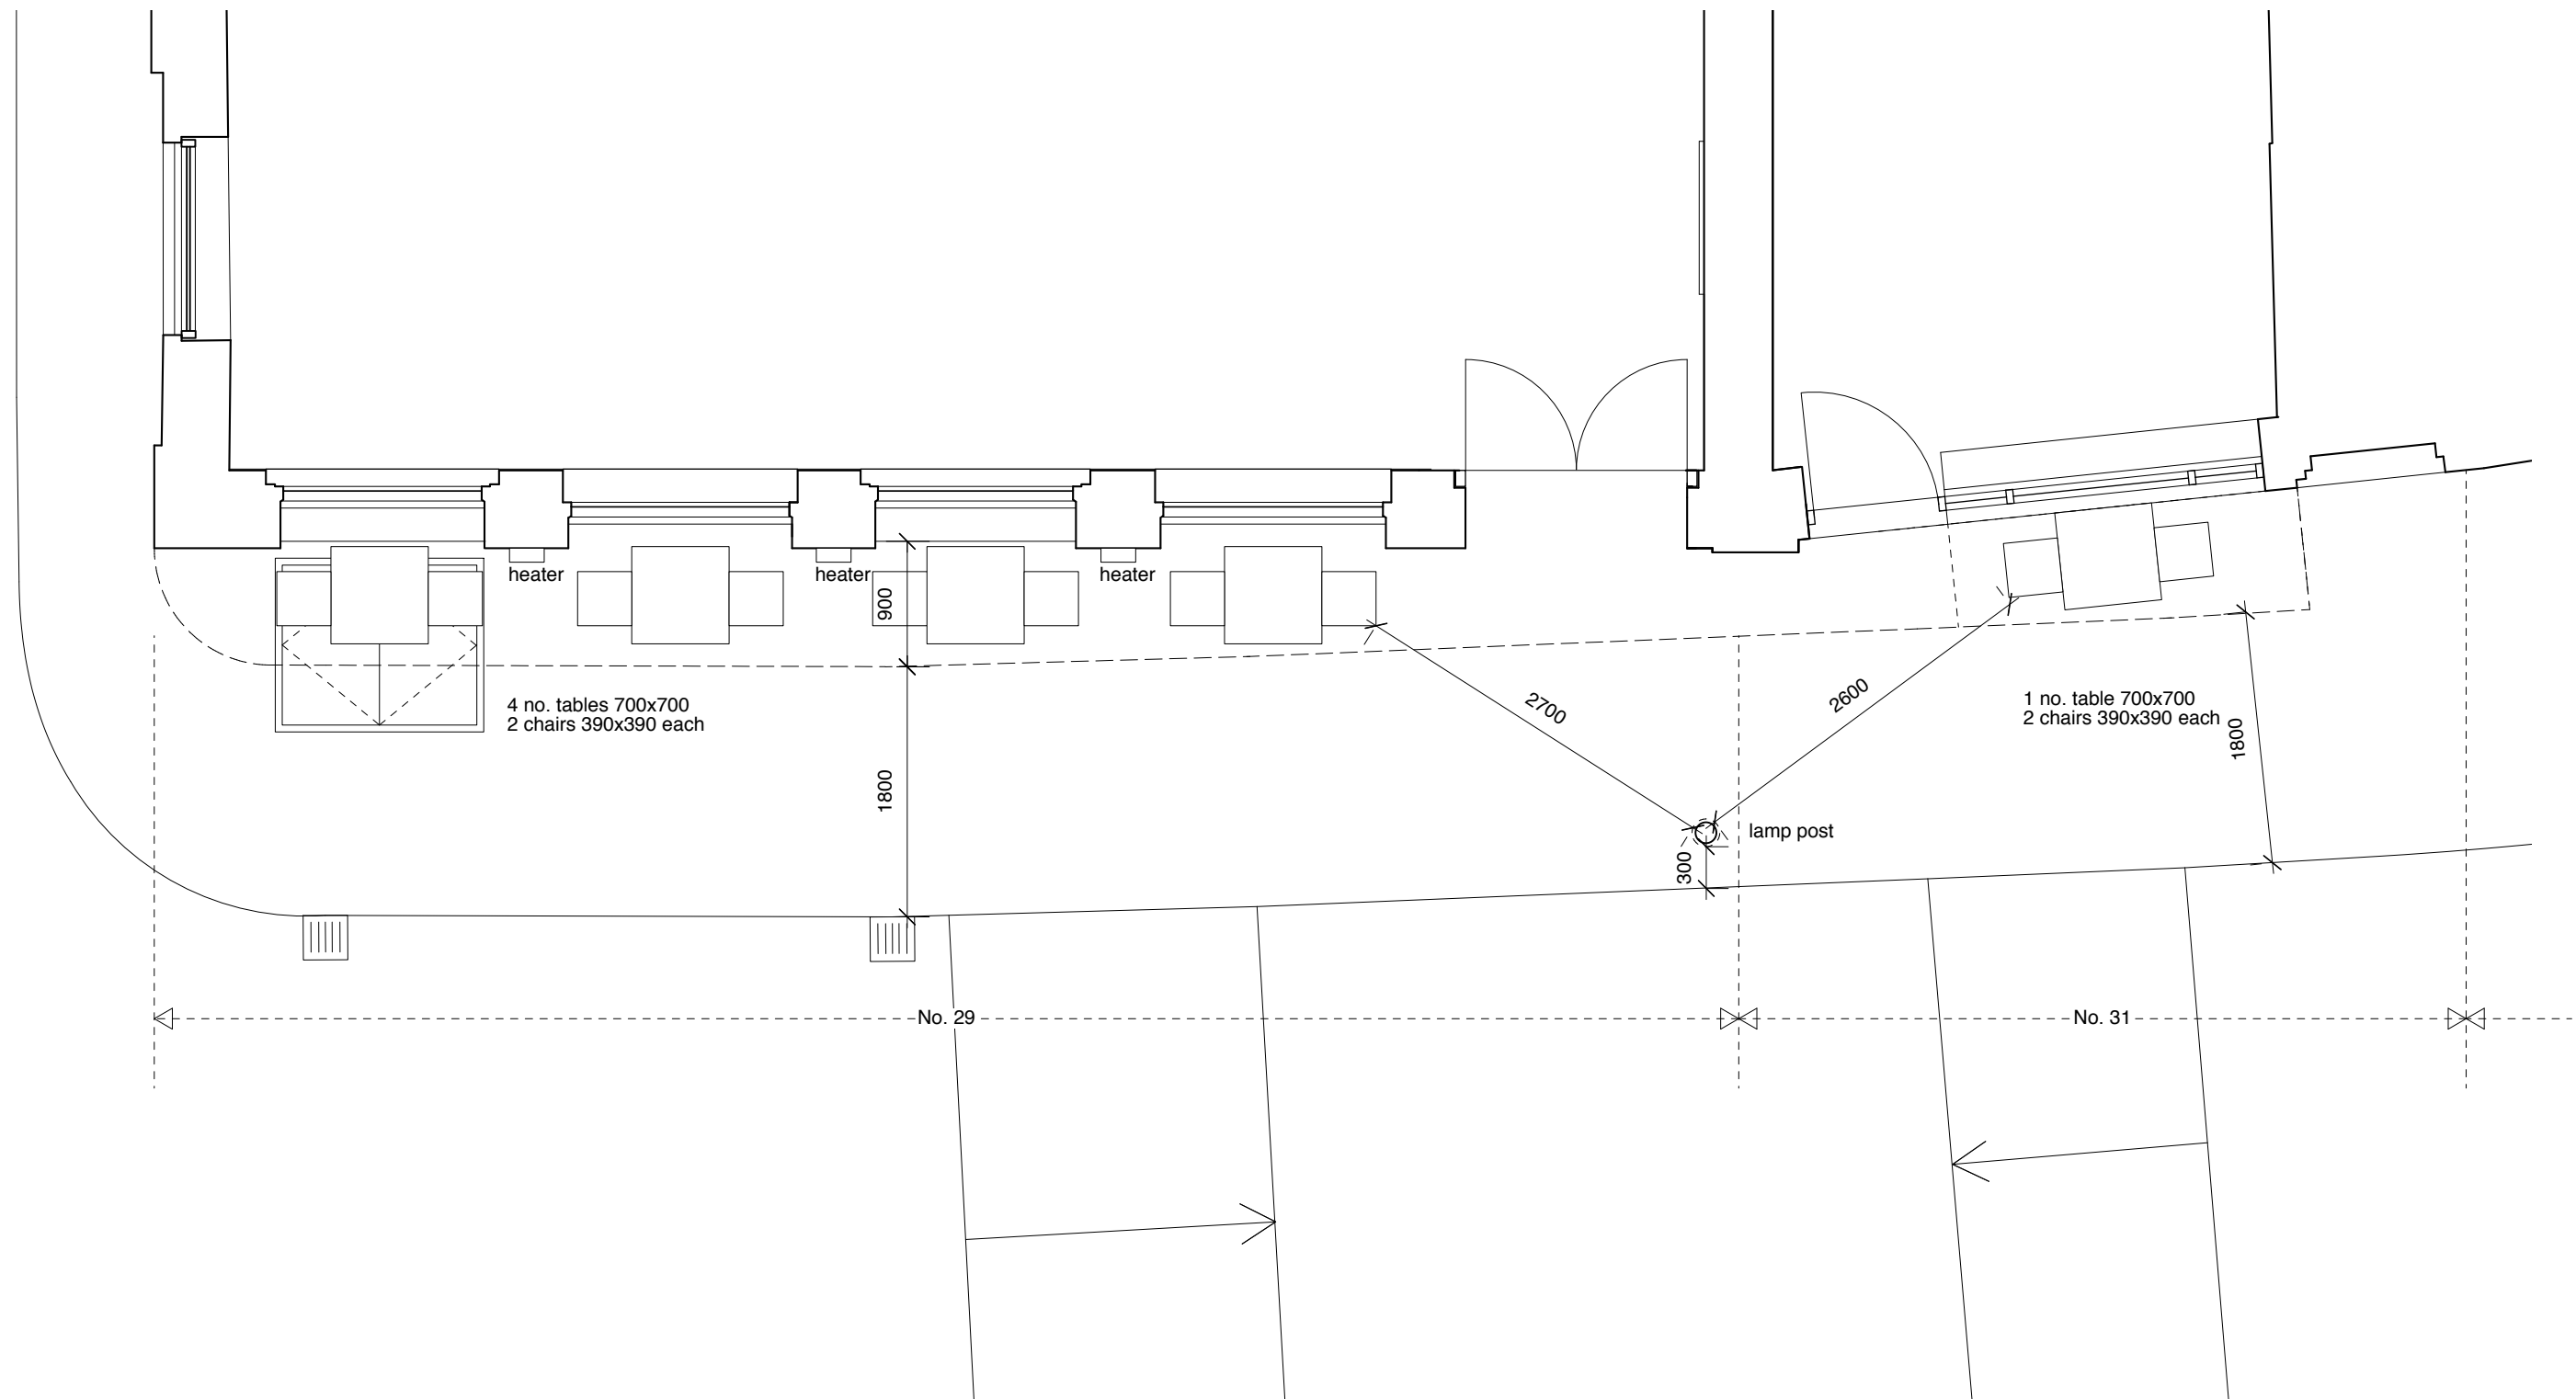 heater
heater
heater
900
4 no. tables 700x700
2 chairs 390x390 each
1800
2700
2600
1 no. table 700x700
2 chairs 390x390 each
1800
lamp post
300
No. 29
No. 31